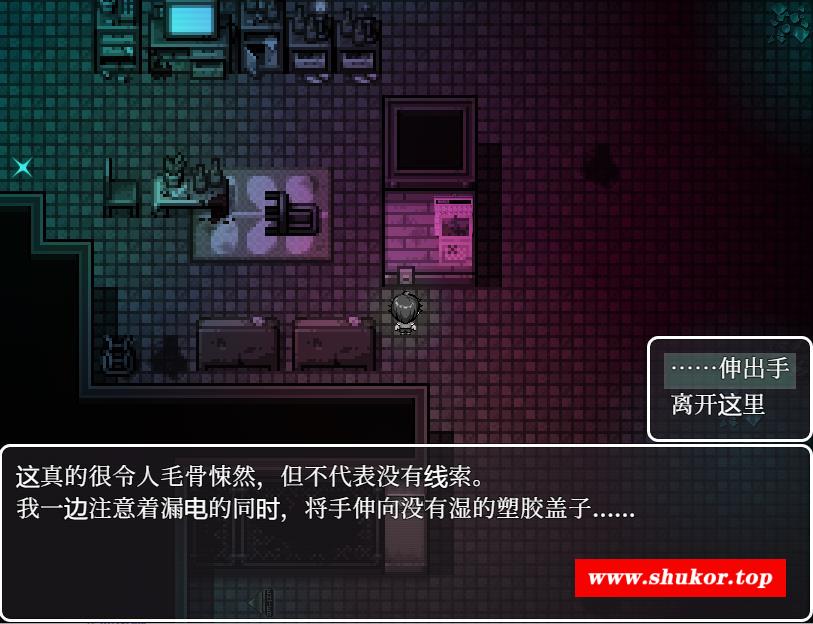 ……伸出手
离开这里
这真的很令人毛骨悚然，但不代表没有线索。
我一边注意着漏电的同时，将手伸向没有湿的塑胶盖子......
www.shukor.top